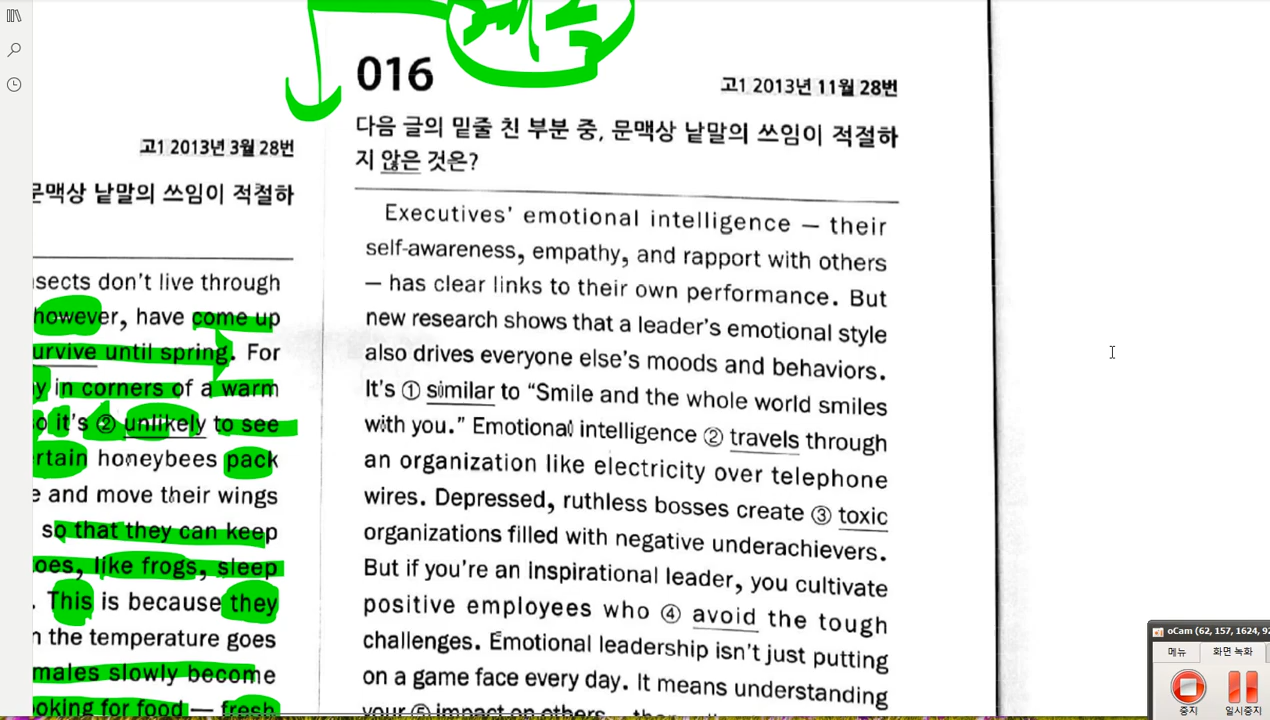 016
고1 2013년 11월 28번
다음 글의 밑줄 친 부분 중, 문맥상 낱말의 쓰임이 적절하
지 않은 것은?
Executives' emotional intelligence — their
self-awareness, empathy, and rapport with others
— has clear links to their own performance. But
new research shows that a leader's emotional style
also drives everyone else's moods and behaviors.
It's ① similar to “Smile and the whole world smiles
with you.” Emotional intelligence ② travels through
an organization like electricity over telephone
wires. Depressed, ruthless bosses create ③ toxic
organizations filled with negative underachievers.
But if you're an inspirational leader, you cultivate
positive employees who ④ avoid the tough
challenges. Emotional leadership isn't just putting
on a game face every day. It means understanding
your ⑤ impact on others
고1 2013년 3월 28번
문맥상 낱말의 쓰임이 적절하
sects don't live through
however, have come up
urvive until spring. For
y in corners of a warm
o it's ② unlikely to see
rtain honeybees pack
e and move their wings
so that they can keep
oes, like frogs, sleep
. This is because they
n the temperature goes
males slowly become
ooking for food — fresh
oCam (62, 157, 1624, 92
메뉴
화면 녹화
중지
일시중지